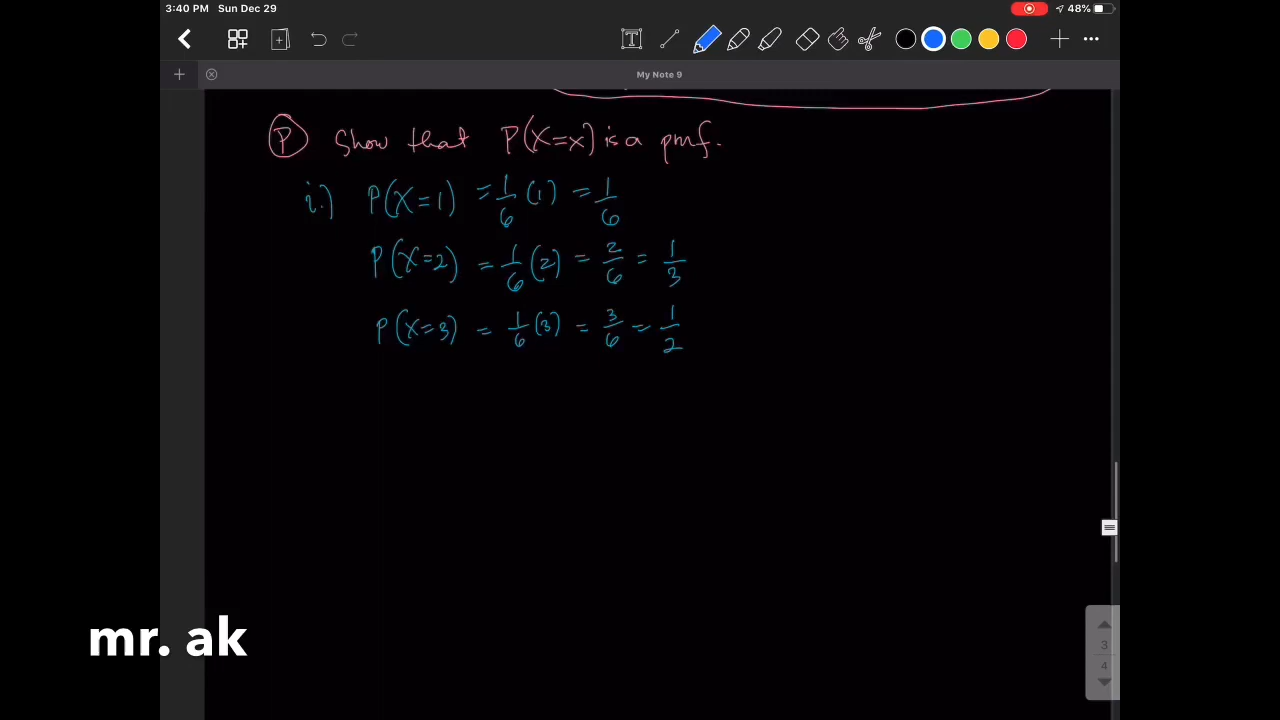 3:40 PM Sun Dec 29
48%
My Note 9
P Show that P(X=x) is a pmf.
i.) P(X=1) = 1/6 (1) = 1/6
P(X=2) = 1/6 (2) = 2/6 = 1/3
P(X=3) = 1/6 (3) = 3/6 = 1/2
3
4
mr. ak